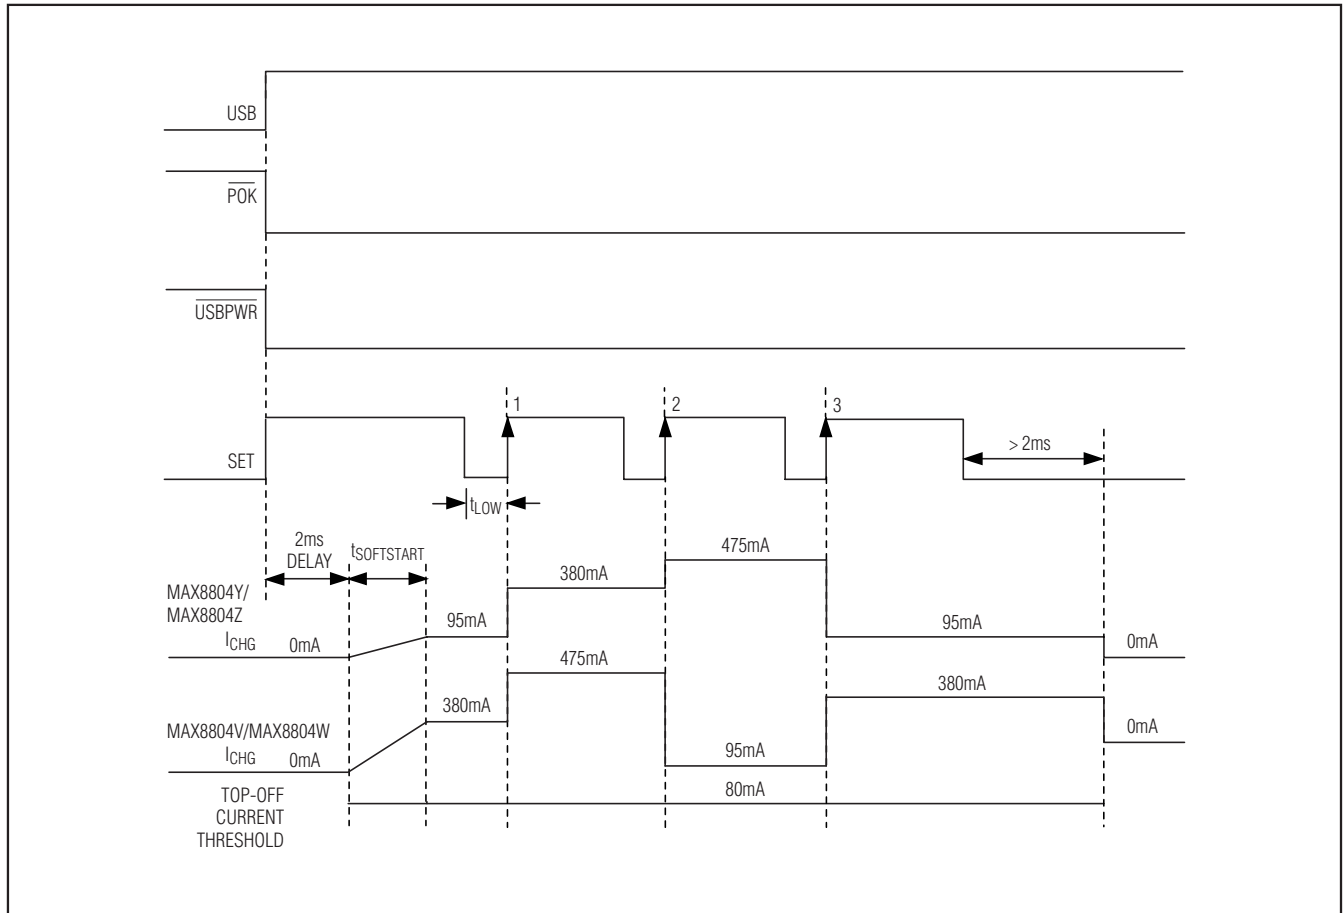 USB
POK
USBPWR
1
2
3
SET
> 2ms
tLOW
2ms
DELAY
tSOFTSTART
475mA
380mA
MAX8804Y/
MAX8804Z
95mA
95mA
ICHG
0mA
0mA
475mA
380mA
380mA
MAX8804V/MAX8804W
0mA
ICHG
0mA
95mA
80mA
TOP-OFF
CURRENT
THRESHOLD